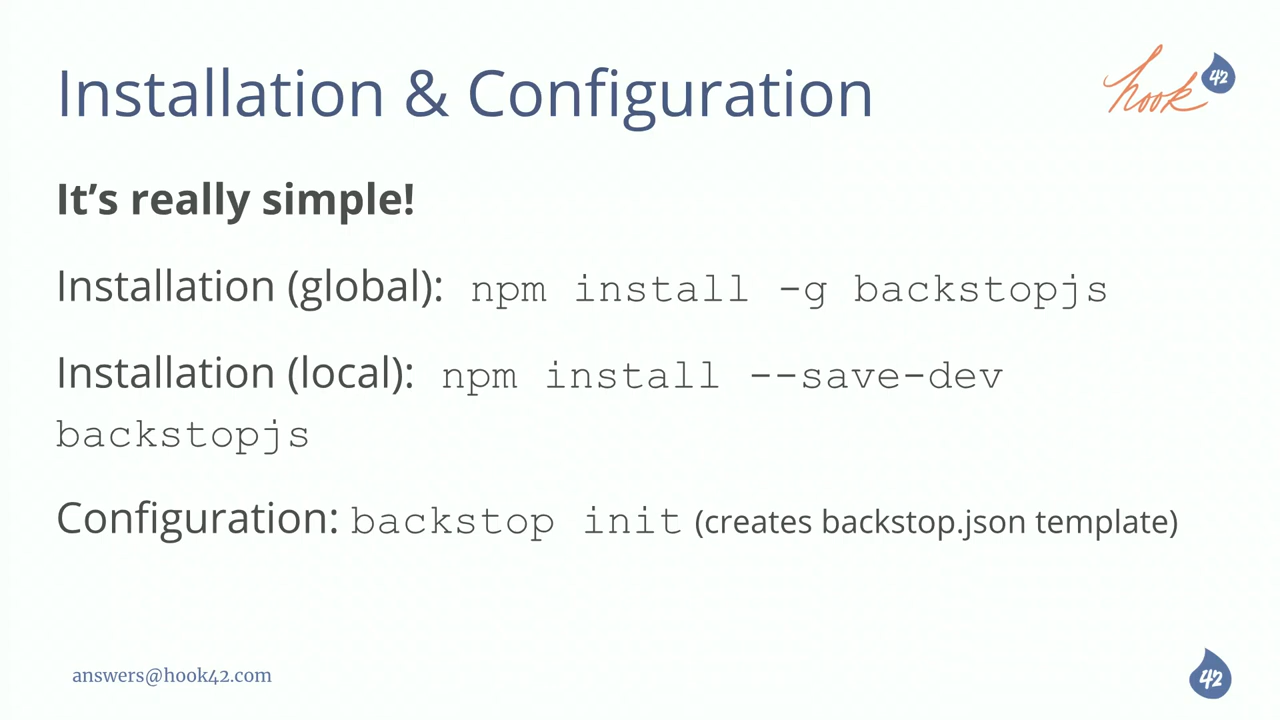 Installation & Configuration
hook 42
It’s really simple!
Installation (global): npm install -g backstopjs
Installation (local): npm install --save-dev
backstopjs
Configuration: backstop init (creates backstop.json template)
answers@hook42.com
42